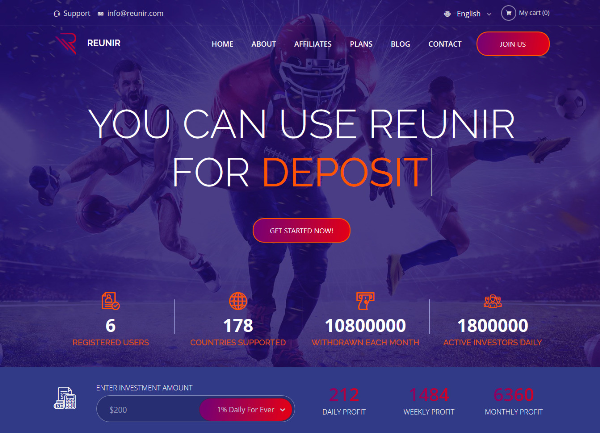 Support info@reunir.com English My cart (0)
REUNIR HOME ABOUT AFFILIATES PLANS BLOG CONTACT JOIN US
YOU CAN USE REUNIR
FOR DEPOSIT
GET STARTED NOW!
6 178 10800000 1800000
REGISTERED USERS COUNTRIES SUPPORTED WITHDRAWN EACH MONTH ACTIVE INVESTORS DAILY
ENTER INVESTMENT AMOUNT
$200 1% Daily For Ever
212 1484 6360
DAILY PROFIT WEEKLY PROFIT MONTHLY PROFIT